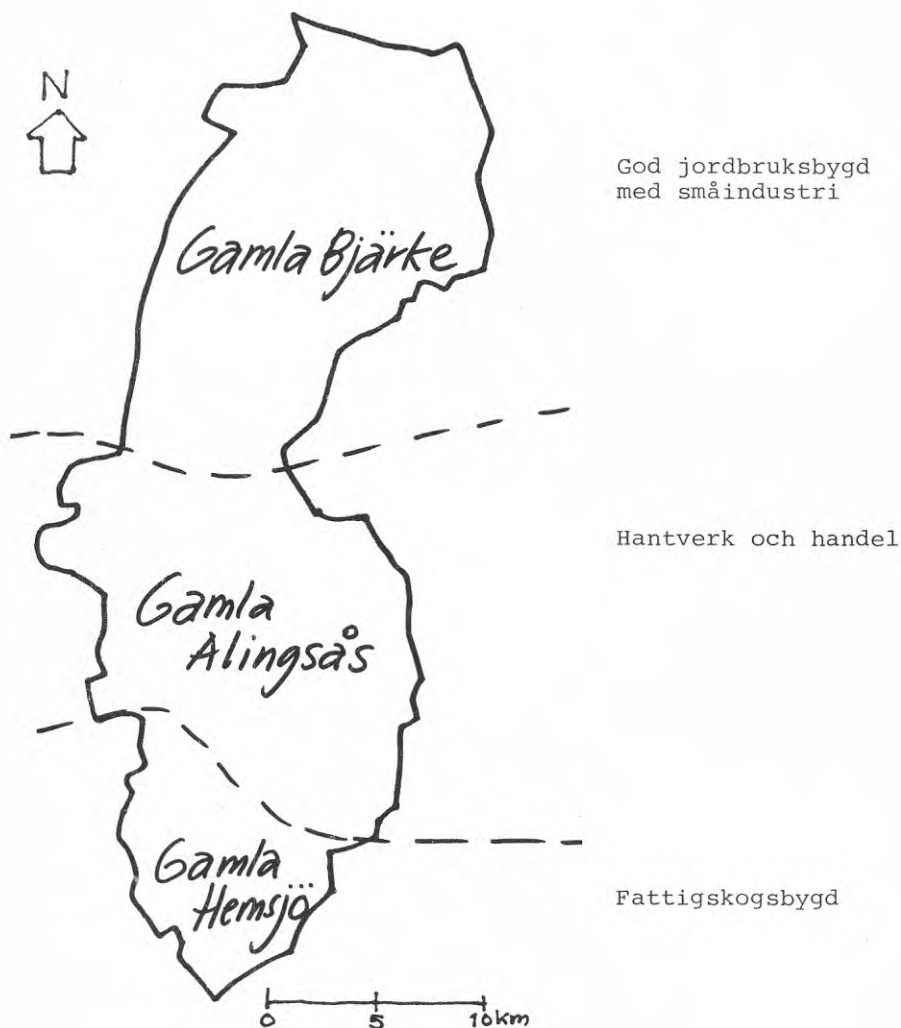 N
God jordbruksbygd
med småindustri
Gamla Bjärke
Hantverk och handel
Gamla
Alingsås
Gamla
Hemsjö
Fattigskogsbygd
0 5 10km